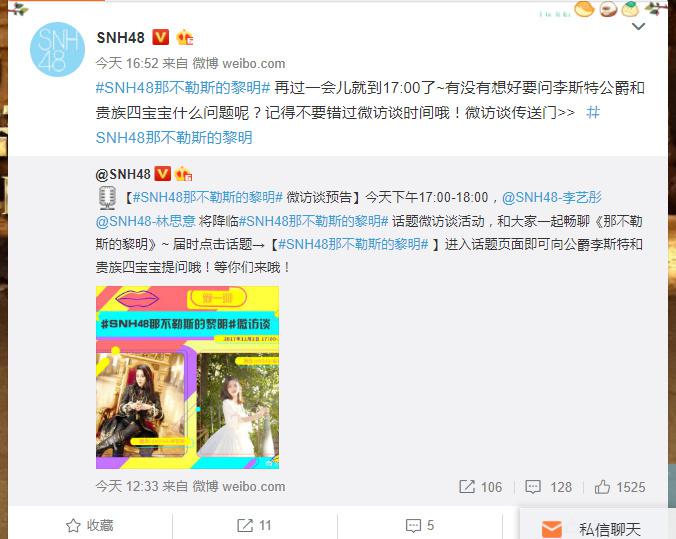 SNH
48
SNH48
今天 16:52 来自 微博 weibo.com
#SNH48那不勒斯的黎明# 再过一会儿就到17:00了~有没有想好要问李斯特公爵和
贵族四宝宝什么问题呢？记得不要错过微访谈时间哦！微访谈传送门>> #
SNH48那不勒斯的黎明
@SNH48
【#SNH48那不勒斯的黎明# 微访谈预告】今天下午17:00-18:00，@SNH48-李艺彤
@SNH48-林思意 将降临#SNH48那不勒斯的黎明# 话题微访谈活动，和大家一起畅聊《那不
勒斯的黎明》~ 届时点击话题→【#SNH48那不勒斯的黎明# 】进入话题页面即可向公爵李斯特和
贵族四宝宝提问哦！等你们来哦！
聊一聊
#SNH48那不勒斯的黎明#微访谈
今天 12:33 来自 微博 weibo.com
106
128
1525
收藏
11
5
私信聊天